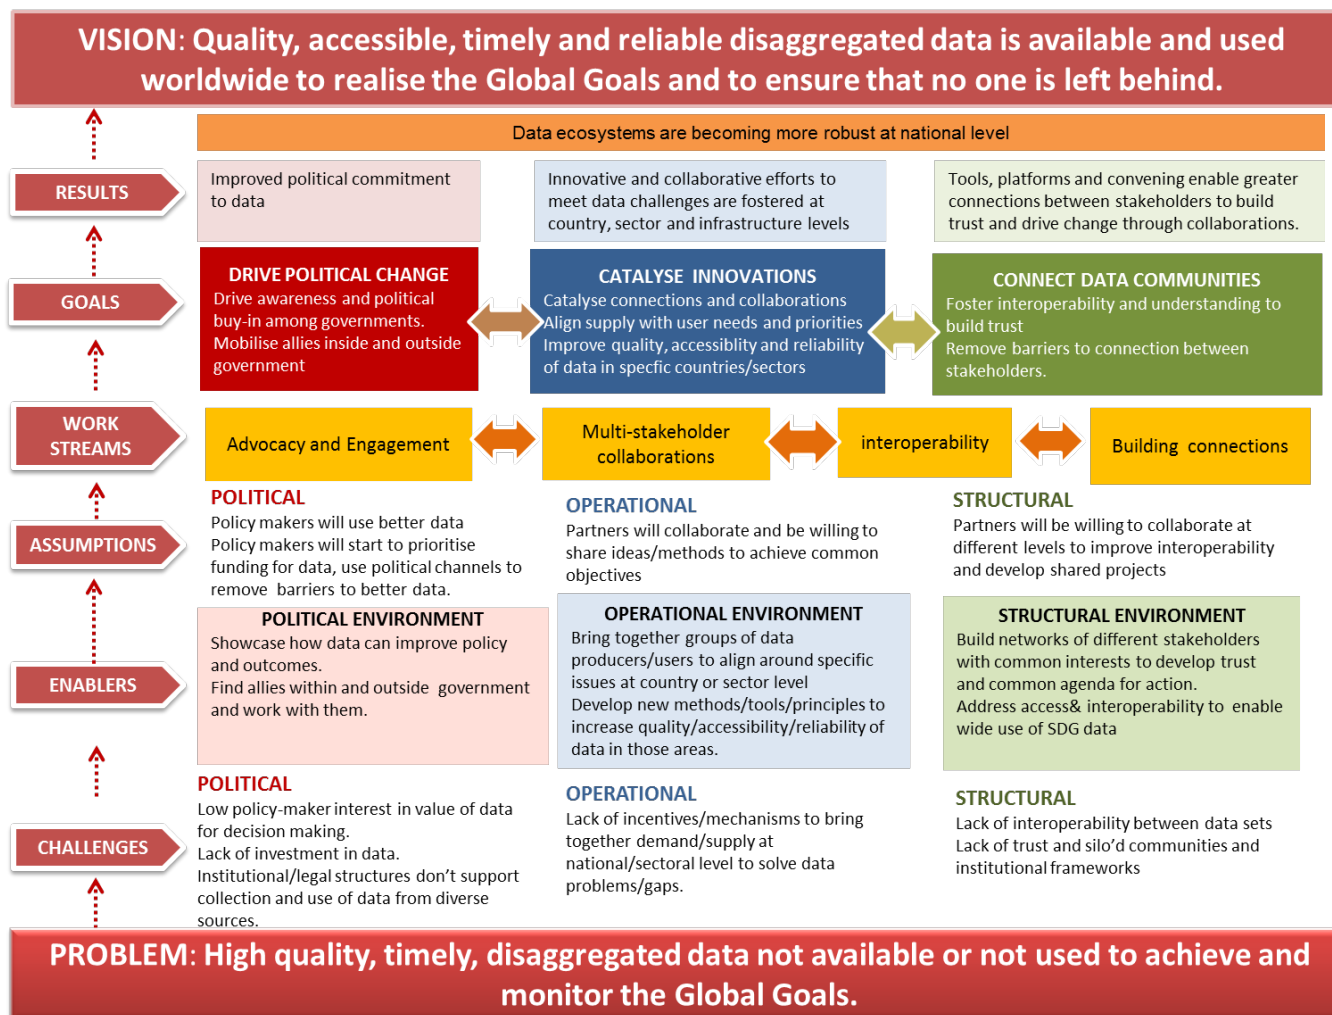 VISION: Quality, accessible, timely and reliable disaggregated data is available and used
worldwide to realise the Global Goals and to ensure that no one is left behind.
Data ecosystems are becoming more robust at national level
RESULTS
Improved political commitment
to data
Innovative and collaborative efforts to
meet data challenges are fostered at
country, sector and infrastructure levels
Tools, platforms and convening enable greater
connections between stakeholders to build
trust and drive change through collaborations.
GOALS
DRIVE POLITICAL CHANGE
Drive awareness and political
buy-in among governments.
Mobilise allies inside and outside
government
CATALYSE INNOVATIONS
Catalyse connections and collaborations
Align supply with user needs and priorities
Improve quality, accessiblity and reliability
of data in specfic countries/sectors
CONNECT DATA COMMUNITIES
Foster interoperability and understanding to
build trust
Remove barriers to connection between
stakeholders.
WORK
STREAMS
Advocacy and Engagement
Multi-stakeholder
collaborations
interoperability
Building connections
ASSUMPTIONS
POLITICAL
Policy makers will use better data
Policy makers will start to prioritise
funding for data, use political channels to
remove barriers to better data.
OPERATIONAL
Partners will collaborate and be willing to
share ideas/methods to achieve common
objectives
STRUCTURAL
Partners will be willing to collaborate at
different levels to improve interoperability
and develop shared projects
ENABLERS
POLITICAL ENVIRONMENT
Showcase how data can improve policy
and outcomes.
Find allies within and outside government
and work with them.
OPERATIONAL ENVIRONMENT
Bring together groups of data
producers/users to align around specific
issues at country or sector level
Develop new methods/tools/principles to
increase quality/accessibility/reliability of
data in those areas.
STRUCTURAL ENVIRONMENT
Build networks of different stakeholders
with common interests to develop trust
and common agenda for action.
Address access& interoperability to enable
wide use of SDG data
CHALLENGES
POLITICAL
Low policy-maker interest in value of data
for decision making.
Lack of investment in data.
Institutional/legal structures don't support
collection and use of data from diverse
sources.
OPERATIONAL
Lack of incentives/mechanisms to bring
together demand/supply at
national/sectoral level to solve data
problems/gaps.
STRUCTURAL
Lack of interoperability between data sets
Lack of trust and silo'd communities and
institutional frameworks
PROBLEM: High quality, timely, disaggregated data not available or not used to achieve and
monitor the Global Goals.